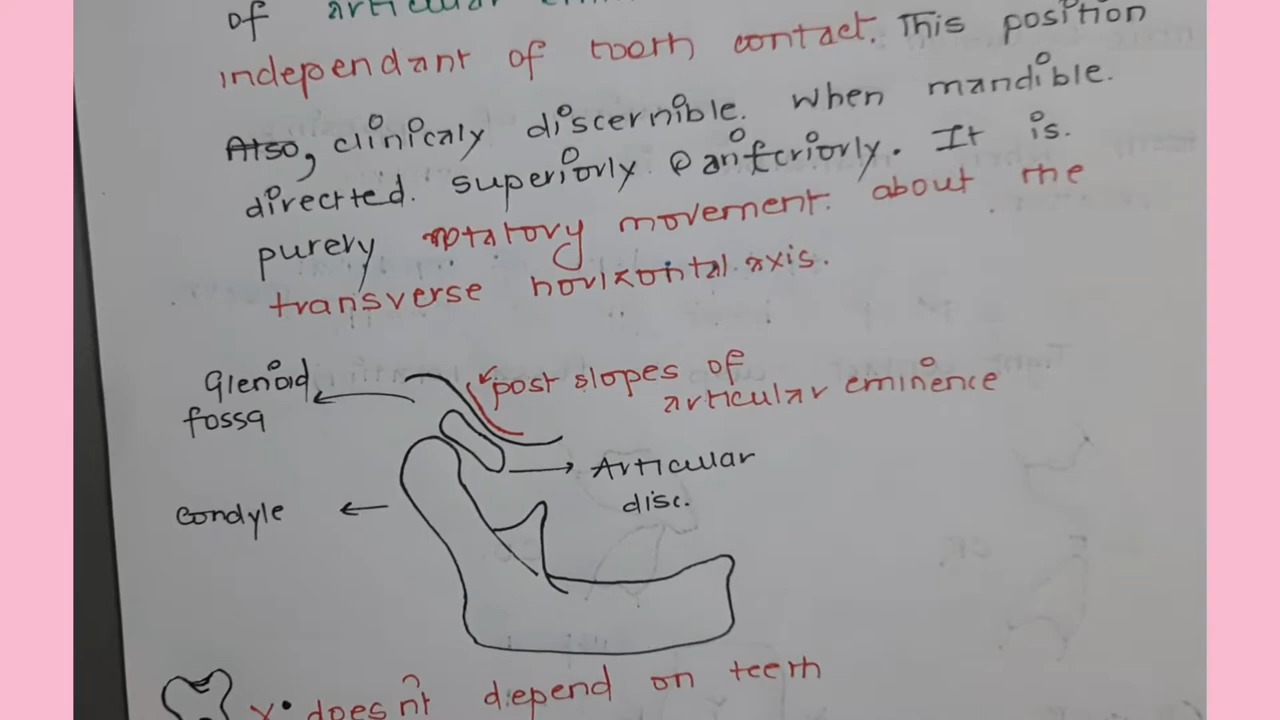 of articular
independant of tooth contact. This position
Also, clinicaly discernible. When mandible.
directed. superiorly & anteriorly. It is.
purely rotatory movement. about the
transverse horizontal axis.
Glenoid
fossa
post slopes of
articular eminence
Articular
disc.
condyle
doesn't depend on teeth